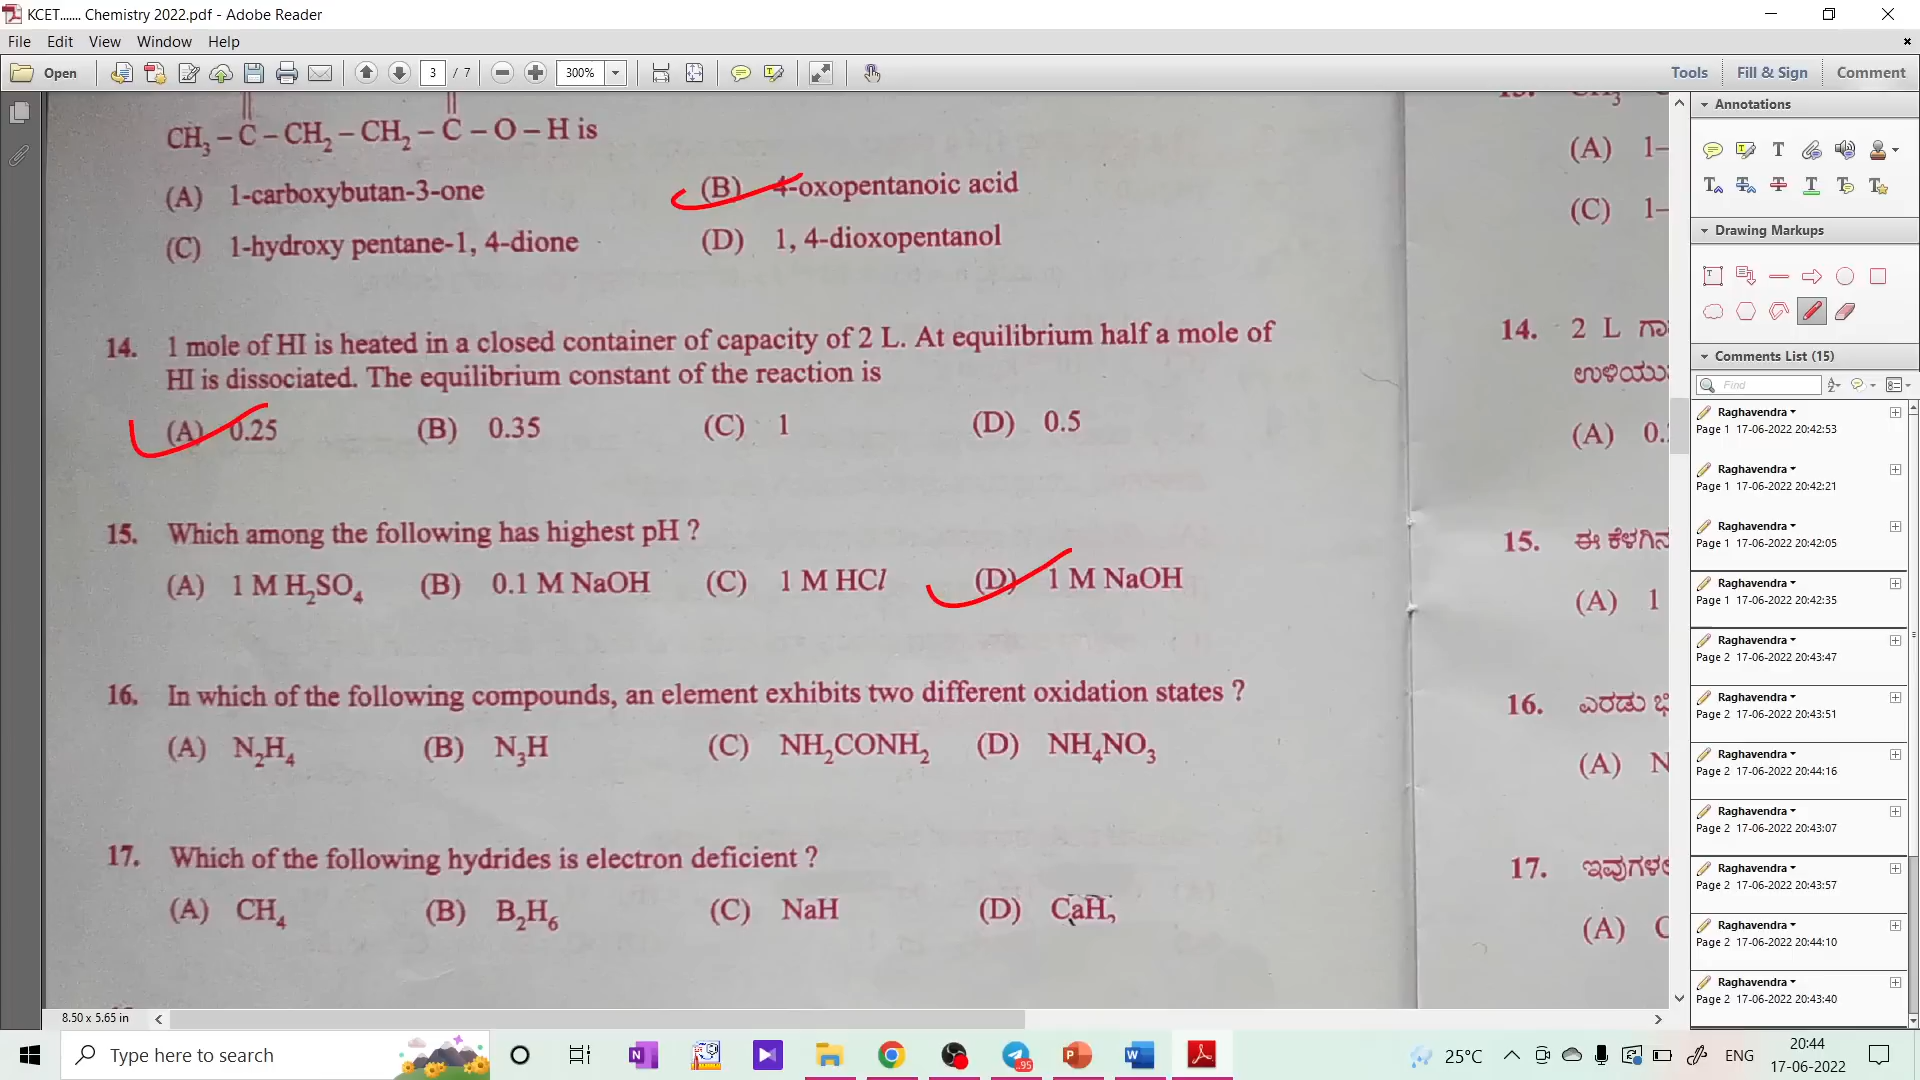 KCET....... Chemistry 2022.pdf - Adobe Reader
File Edit View Window Help
Open 3 / 7 300% Tools Fill & Sign Comment
CH3 – C – CH2 – CH2 – C – O – H is
(A) 1-carboxybutan-3-one (B) 4-oxopentanoic acid
(C) 1-hydroxy pentane-1, 4-dione (D) 1, 4-dioxopentanol
14. 1 mole of HI is heated in a closed container of capacity of 2 L. At equilibrium half a mole of
HI is dissociated. The equilibrium constant of the reaction is
(A) 0.25 (B) 0.35 (C) 1 (D) 0.5
15. Which among the following has highest pH ?
(A) 1 M H2SO4 (B) 0.1 M NaOH (C) 1 M HCl (D) 1 M NaOH
16. In which of the following compounds, an element exhibits two different oxidation states ?
(A) N2H4 (B) N3H (C) NH2CONH2 (D) NH4NO3
17. Which of the following hydrides is electron deficient ?
(A) CH4 (B) B2H6 (C) NaH (D) CaH2
(A) 1–
(C) 1–
14. 2 L
(A) 0.
15. ಈ
(A) 1
16. ಎರಡು
(A) N
17.
(A) C
8.50 x 5.65 in
Annotations
Drawing Markups
Comments List (15)
Find
Raghavendra
Page 1 17-06-2022 20:42:53
Raghavendra
Page 1 17-06-2022 20:42:21
Raghavendra
Page 1 17-06-2022 20:42:05
Raghavendra
Page 1 17-06-2022 20:42:35
Raghavendra
Page 2 17-06-2022 20:43:47
Raghavendra
Page 2 17-06-2022 20:43:51
Raghavendra
Page 2 17-06-2022 20:44:16
Raghavendra
Page 2 17-06-2022 20:43:07
Raghavendra
Page 2 17-06-2022 20:43:57
Raghavendra
Page 2 17-06-2022 20:44:10
Raghavendra
Page 2 17-06-2022 20:43:40
Type here to search 95 25°C ENG 20:44
17-06-2022